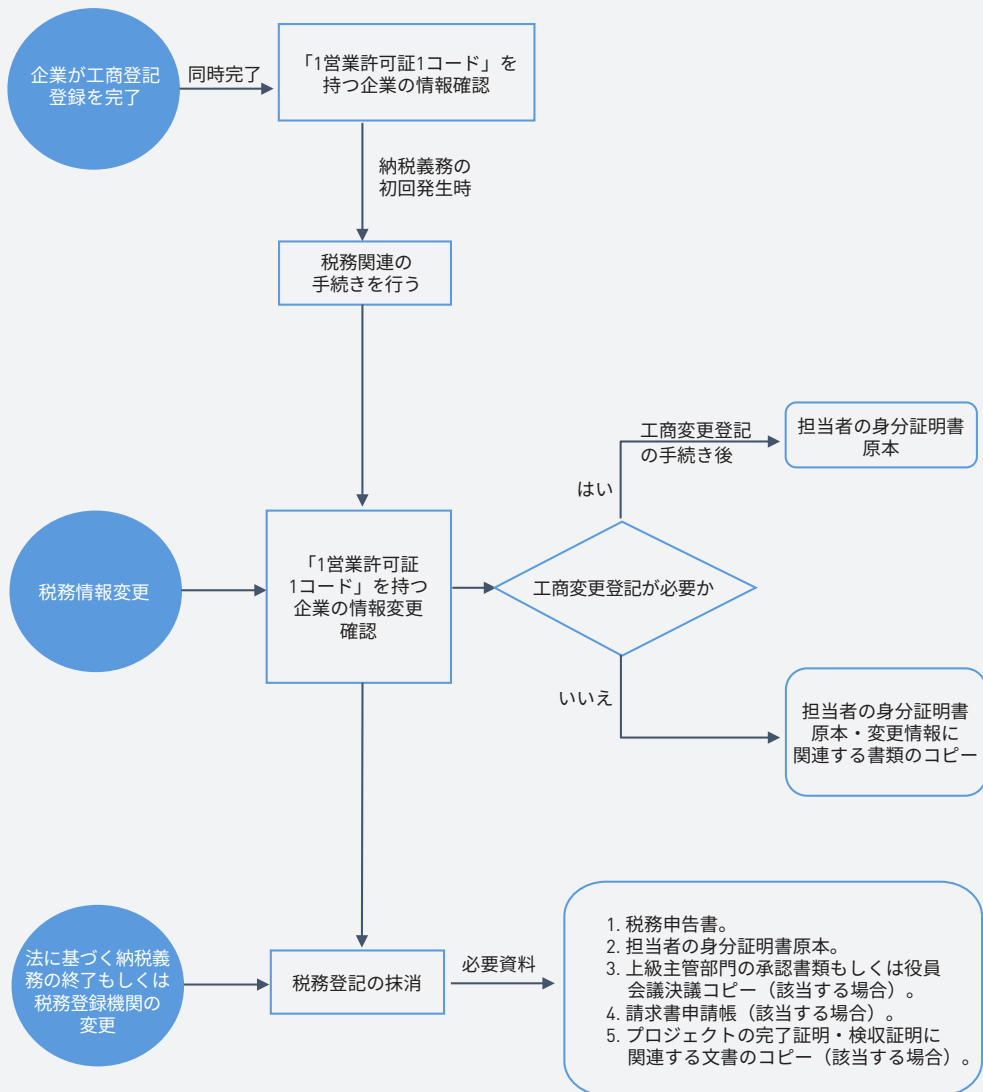 企業が工商登記
登録を完了
同時完了
「1営業許可証1コード」を
持つ企業の情報確認
納税義務の
初回発生時
税務関連の
手続きを行う
税務情報変更
「1営業許可証
1コード」を持つ
企業の情報変更
確認
工商変更登記が必要か
はい
工商変更登記
の手続き後
担当者の身分証明書
原本
いいえ
担当者の身分証明書
原本・変更情報に
関連する書類のコピー
法に基づく納税義
務の終了もしくは
税務登録機関の
変更
税務登記の抹消
必要資料
1. 税務申告書。
2. 担当者の身分証明書原本。
3. 上級主管部門の承認書類もしくは役員
会議決議コピー（該当する場合）。
4. 請求書申請帳（該当する場合）。
5. プロジェクトの完了証明・検収証明に
関連する文書のコピー（該当する場合）。